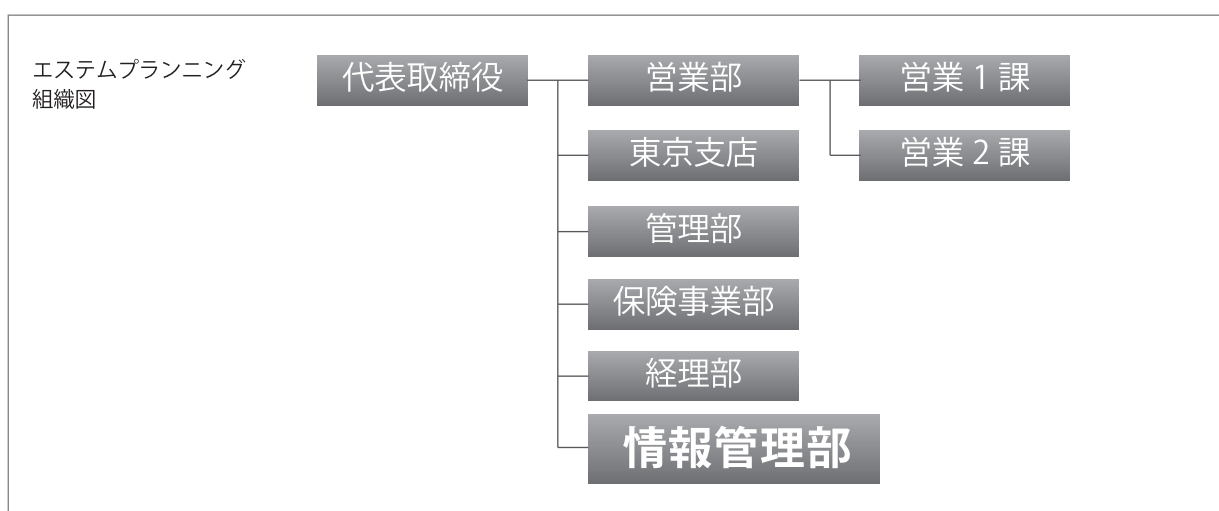 エステムプランニング
組織図
代表取締役
営業部
営業1課
東京支店
営業2課
管理部
保険事業部
経理部
情報管理部